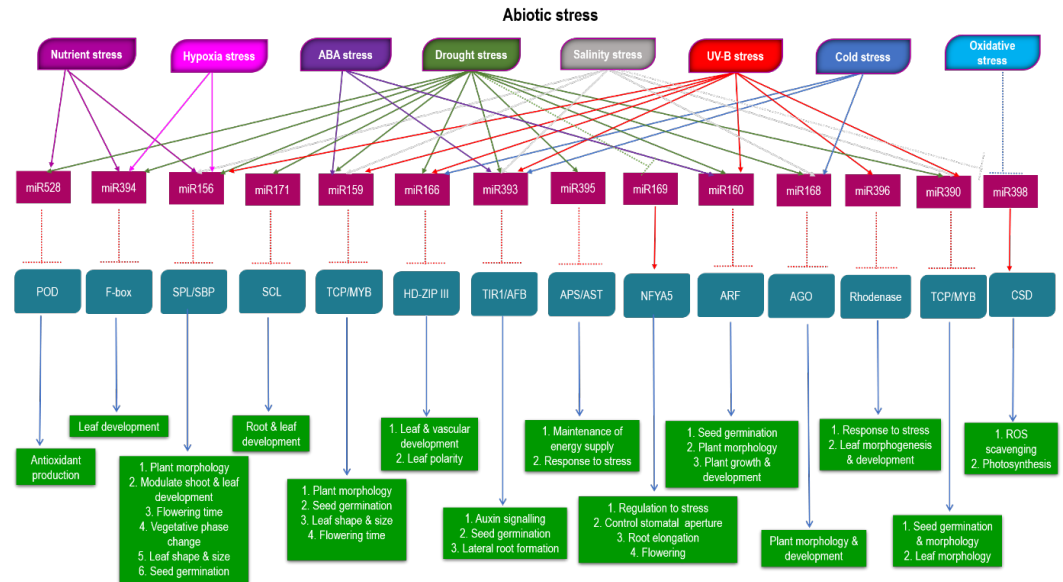 Abiotic stress
Nutrient stress
Hypoxia stress
ABA stress
Drought stress
Salinity stress
UV-B stress
Cold stress
Oxidative
stress
miR528
miR394
miR156
miR171
miR159
miR166
miR393
miR395
miR169
miR160
miR168
miR396
miR390
miR398
POD
F-box
SPL/SBP
SCL
TCP/MYB
HD-ZIP III
TIR1/AFB
APS/AST
NFYA5
ARF
AGO
Rhodenase
TCP/MYB
CSD
Antioxidant
production
Leaf development
1. Plant morphology
2. Modulate shoot & leaf
development
3. Flowering time
4. Vegetative phase
change
5. Leaf shape & size
6. Seed germination
Root & leaf
development
1. Plant morphology
2. Seed germination
3. Leaf shape & size
4. Flowering time
1. Leaf & vascular
development
2. Leaf polarity
1. Auxin signalling
2. Seed germination
3. Lateral root formation
1. Maintenance of
energy supply
2. Response to stress
1. Regulation to stress
2. Control stomatal aperture
3. Root elongation
4. Flowering
1. Seed germination
2. Plant morphology
3. Plant growth &
development
Plant morphology &
development
1. Response to stress
2. Leaf morphogenesis
& development
1. Seed germination
& morphology
2. Leaf morphology
1. ROS
scavenging
2. Photosynthesis